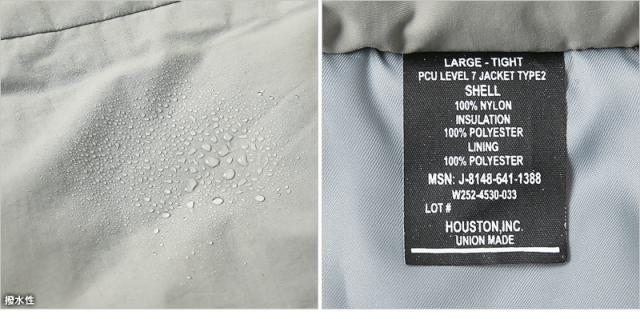 撥水性
LARGE - TIGHT
PCU LEVEL 7 JACKET TYPE2
SHELL
100% NYLON
INSULATION
100% POLYESTER
LINING
100% POLYESTER
MSN: J-8148-641-1388
W252-4530-033
LOT #
HOUSTON,INC.
UNION MADE